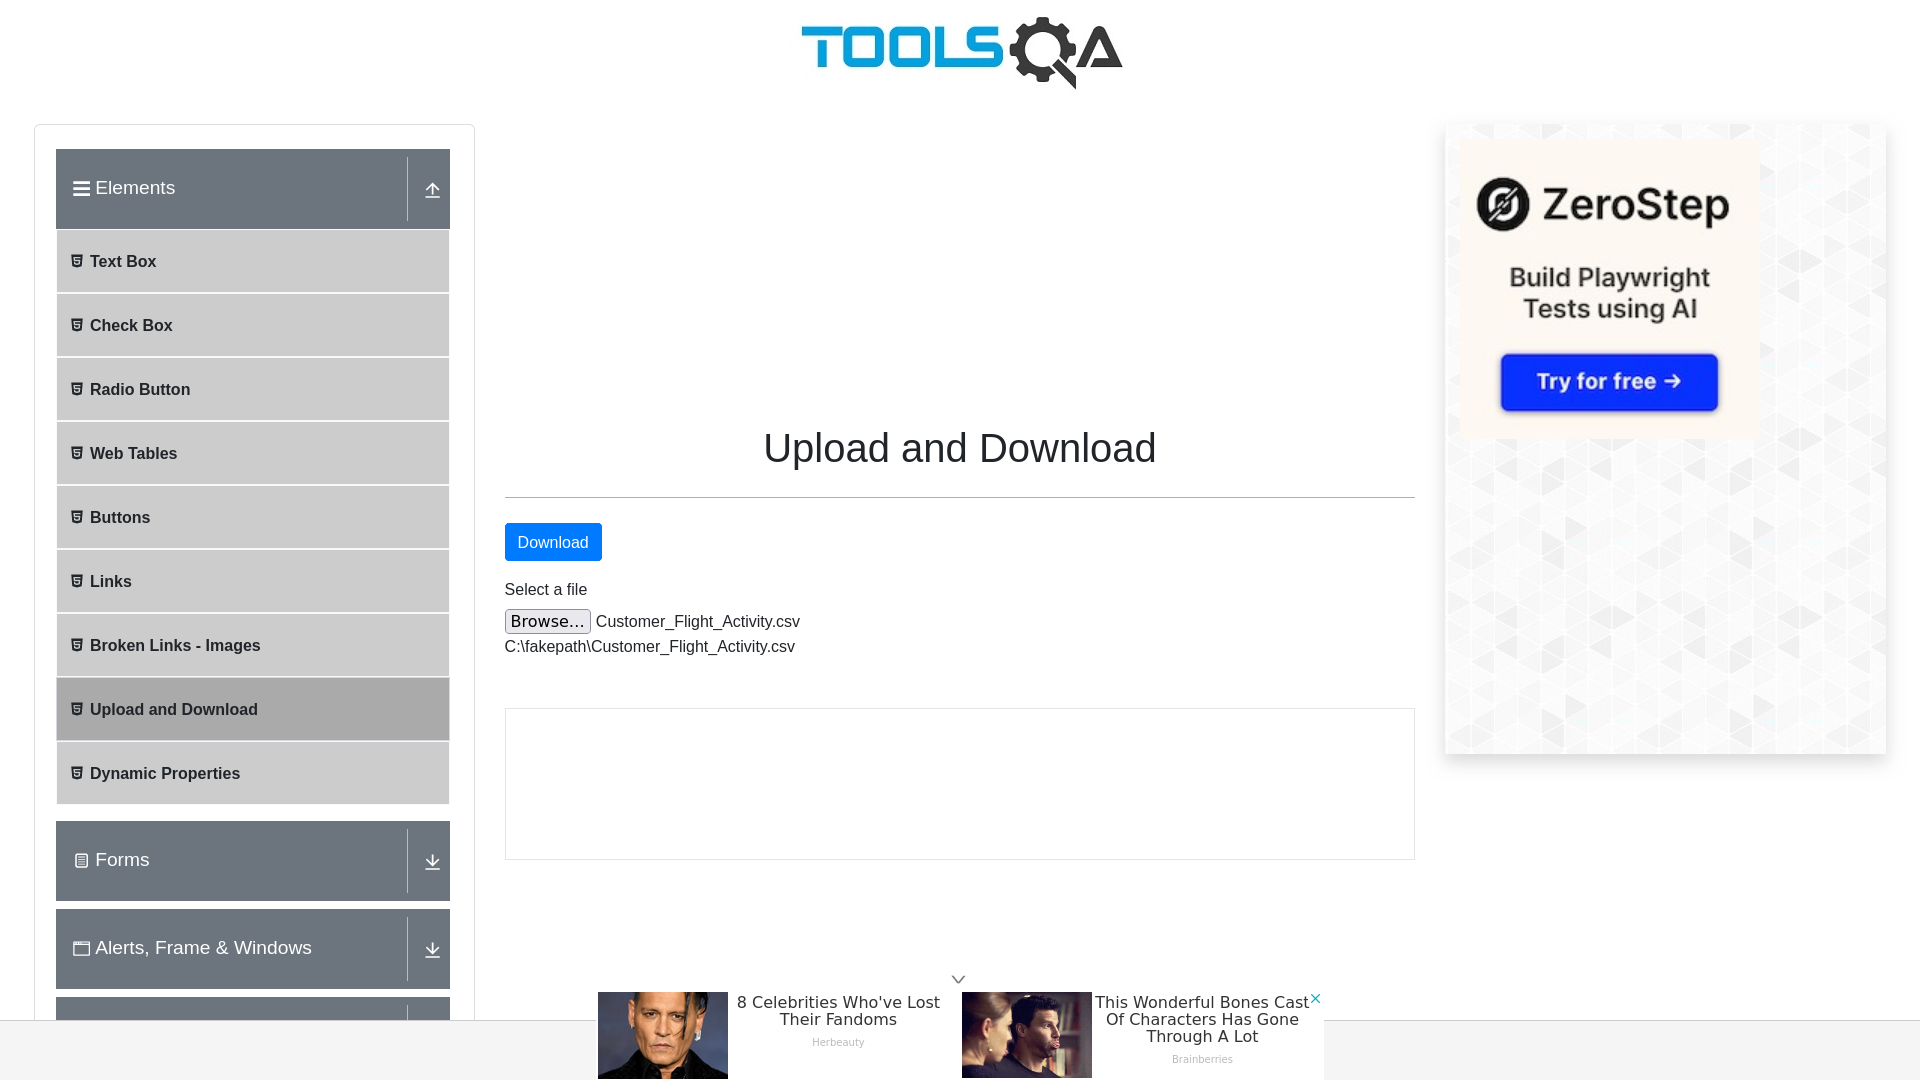 TOOLSQA
Elements
Text Box
Check Box
Radio Button
Web Tables
Buttons
Links
Broken Links - Images
Upload and Download
Dynamic Properties
Forms
Alerts, Frame & Windows
Upload and Download
Download
Select a file
Browse... Customer_Flight_Activity.csv
C:\fakepath\Customer_Flight_Activity.csv
ZeroStep
Build Playwright
Tests using AI
Try for free →
8 Celebrities Who've Lost
Their Fandoms
Herbeauty
This Wonderful Bones Cast
Of Characters Has Gone
Through A Lot
Brainberries